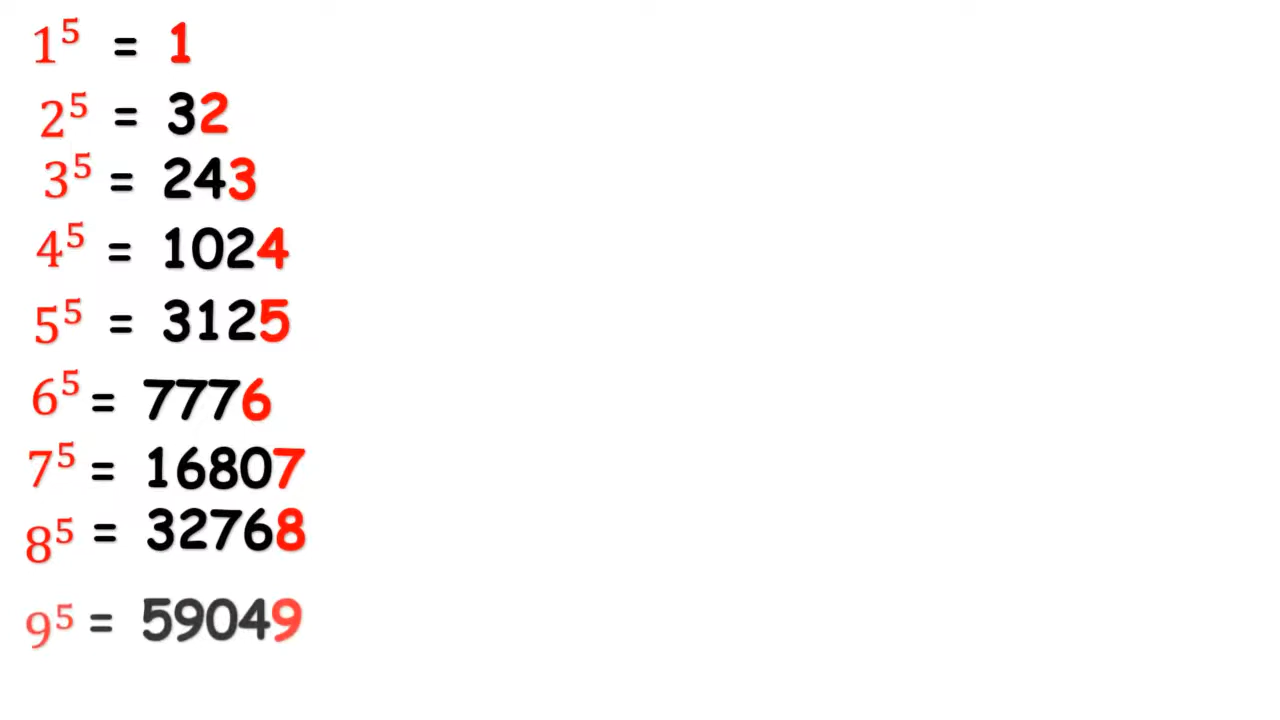 1⁵ = 1
2⁵ = 32
3⁵ = 243
4⁵ = 1024
5⁵ = 3125
6⁵ = 7776
7⁵ = 16807
8⁵ = 32768
9⁵ = 59049